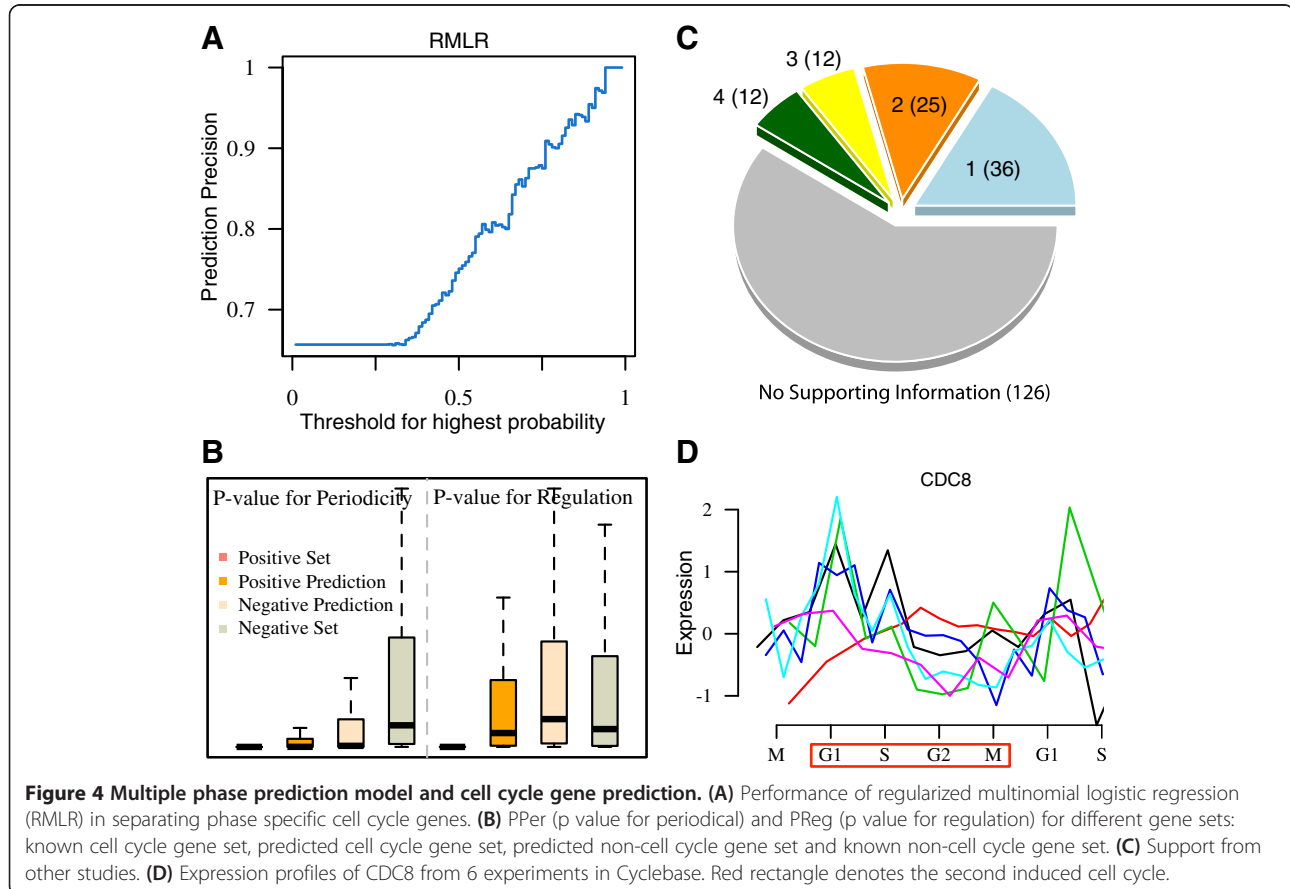 A
RMLR
1
0.9
0.8
0.7
Prediction Precision
0
0.5
1
Threshold for highest probability
C
3 (12)
4 (12)
2 (25)
1 (36)
No Supporting Information (126)
B
P-value for Periodicity
P-value for Regulation
Positive Set
Positive Prediction
Negative Prediction
Negative Set
D
CDC8
2
1
0
-1
Expression
M G1 S G2 M G1 S
Figure 4 Multiple phase prediction model and cell cycle gene prediction. (A) Performance of regularized multinomial logistic regression
(RMLR) in separating phase specific cell cycle genes. (B) PPer (p value for periodical) and PReg (p value for regulation) for different gene sets:
known cell cycle gene set, predicted cell cycle gene set, predicted non-cell cycle gene set and known non-cell cycle gene set. (C) Support from
other studies. (D) Expression profiles of CDC8 from 6 experiments in Cyclebase. Red rectangle denotes the second induced cell cycle.